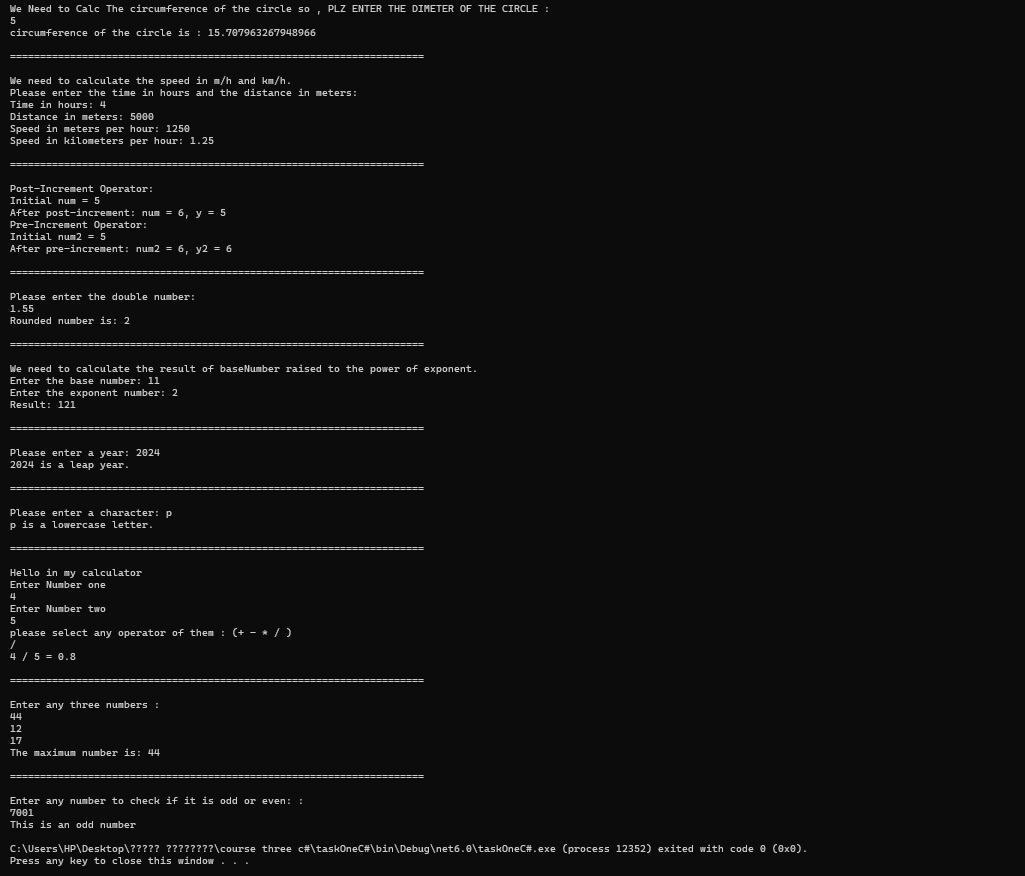 We Need to Calc The circumference of the circle so , PLZ ENTER THE DIMETER OF THE CIRCLE :
5
circumference of the circle is : 15.707963267948966
=====================================================================
We need to calculate the speed in m/h and km/h.
Please enter the time in hours and the distance in meters:
Time in hours: 4
Distance in meters: 5000
Speed in meters per hour: 1250
Speed in kilometers per hour: 1.25
=====================================================================
Post-Increment Operator:
Initial num = 5
After post-increment: num = 6, y = 5
Pre-Increment Operator:
Initial num2 = 5
After pre-increment: num2 = 6, y2 = 6
=====================================================================
Please enter the double number:
1.55
Rounded number is: 2
=====================================================================
We need to calculate the result of baseNumber raised to the power of exponent.
Enter the base number: 11
Enter the exponent number: 2
Result: 121
=====================================================================
Please enter a year: 2024
2024 is a leap year.
=====================================================================
Please enter a character: p
p is a lowercase letter.
=====================================================================
Hello in my calculator
Enter Number one
4
Enter Number two
5
please select any operator of them : (+ - * / )
/
4 / 5 = 0.8
=====================================================================
Enter any three numbers :
44
12
17
The maximum number is: 44
=====================================================================
Enter any number to check if it is odd or even: :
7001
This is an odd number
C:\Users\HP\Desktop\????? ????????\course three c#\taskOneC#\bin\Debug\net6.0\taskOneC#.exe (process 12352) exited with code 0 (0x0).
Press any key to close this window . . .